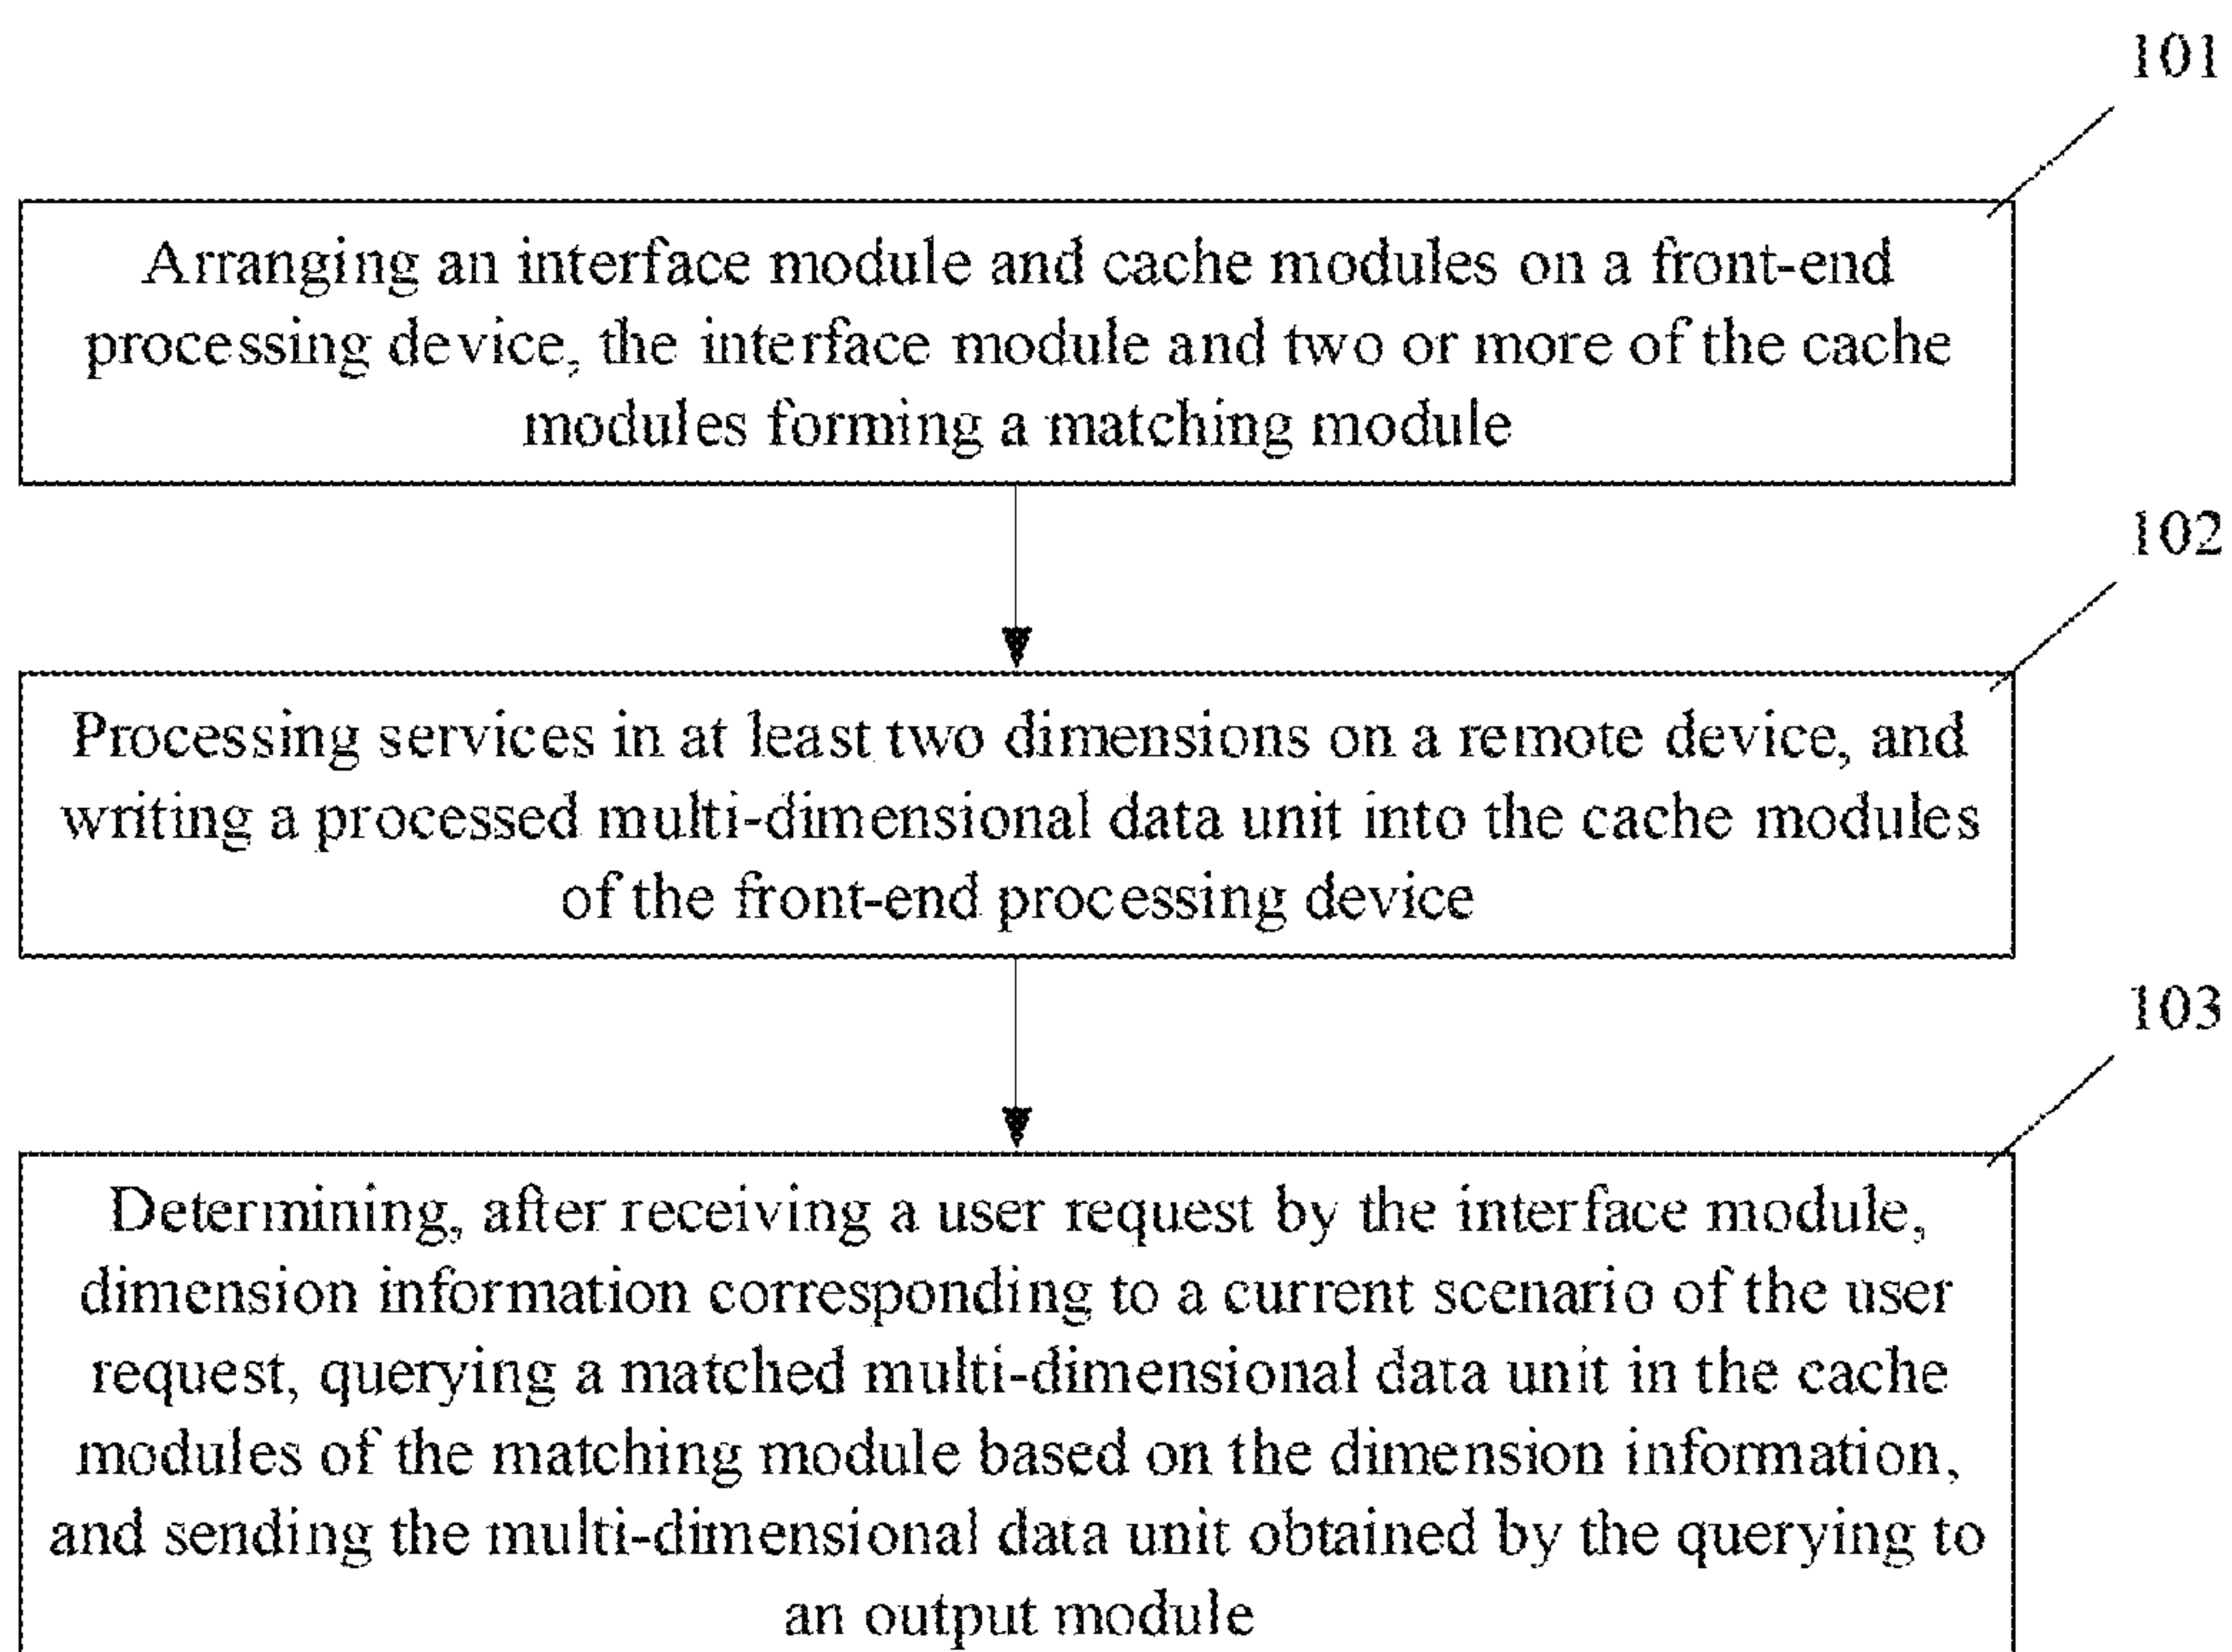 101
Arranging an interface module and cache modules on a front-end
processing device, the interface module and two or more of the cache
modules forming a matching module
102
Processing services in at least two dimensions on a remote device, and
writing a processed multi-dimensional data unit into the cache modules
of the front-end processing device
103
Determining, after receiving a user request by the interface module,
dimension information corresponding to a current scenario of the user
request, querying a matched multi-dimensional data unit in the cache
modules of the matching module based on the dimension information,
and sending the multi-dimensional data unit obtained by the querying to
an output module